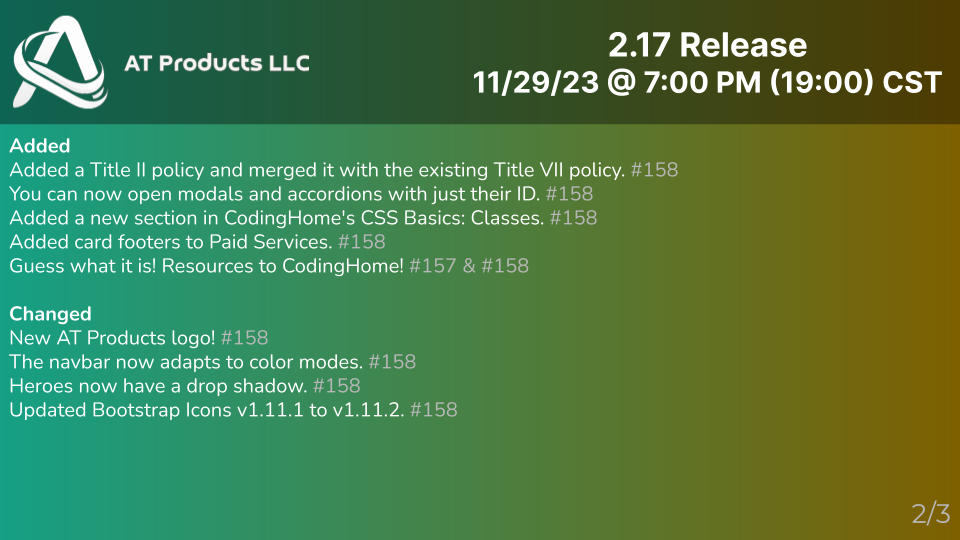 AT Products LLC
2.17 Release
11/29/23 @ 7:00 PM (19:00) CST
Added
Added a Title II policy and merged it with the existing Title VII policy. #158
You can now open modals and accordions with just their ID. #158
Added a new section in CodingHome's CSS Basics: Classes. #158
Added card footers to Paid Services. #158
Guess what it is! Resources to CodingHome! #157 & #158
Changed
New AT Products logo! #158
The navbar now adapts to color modes. #158
Heroes now have a drop shadow. #158
Updated Bootstrap Icons v1.11.1 to v1.11.2. #158
2/3